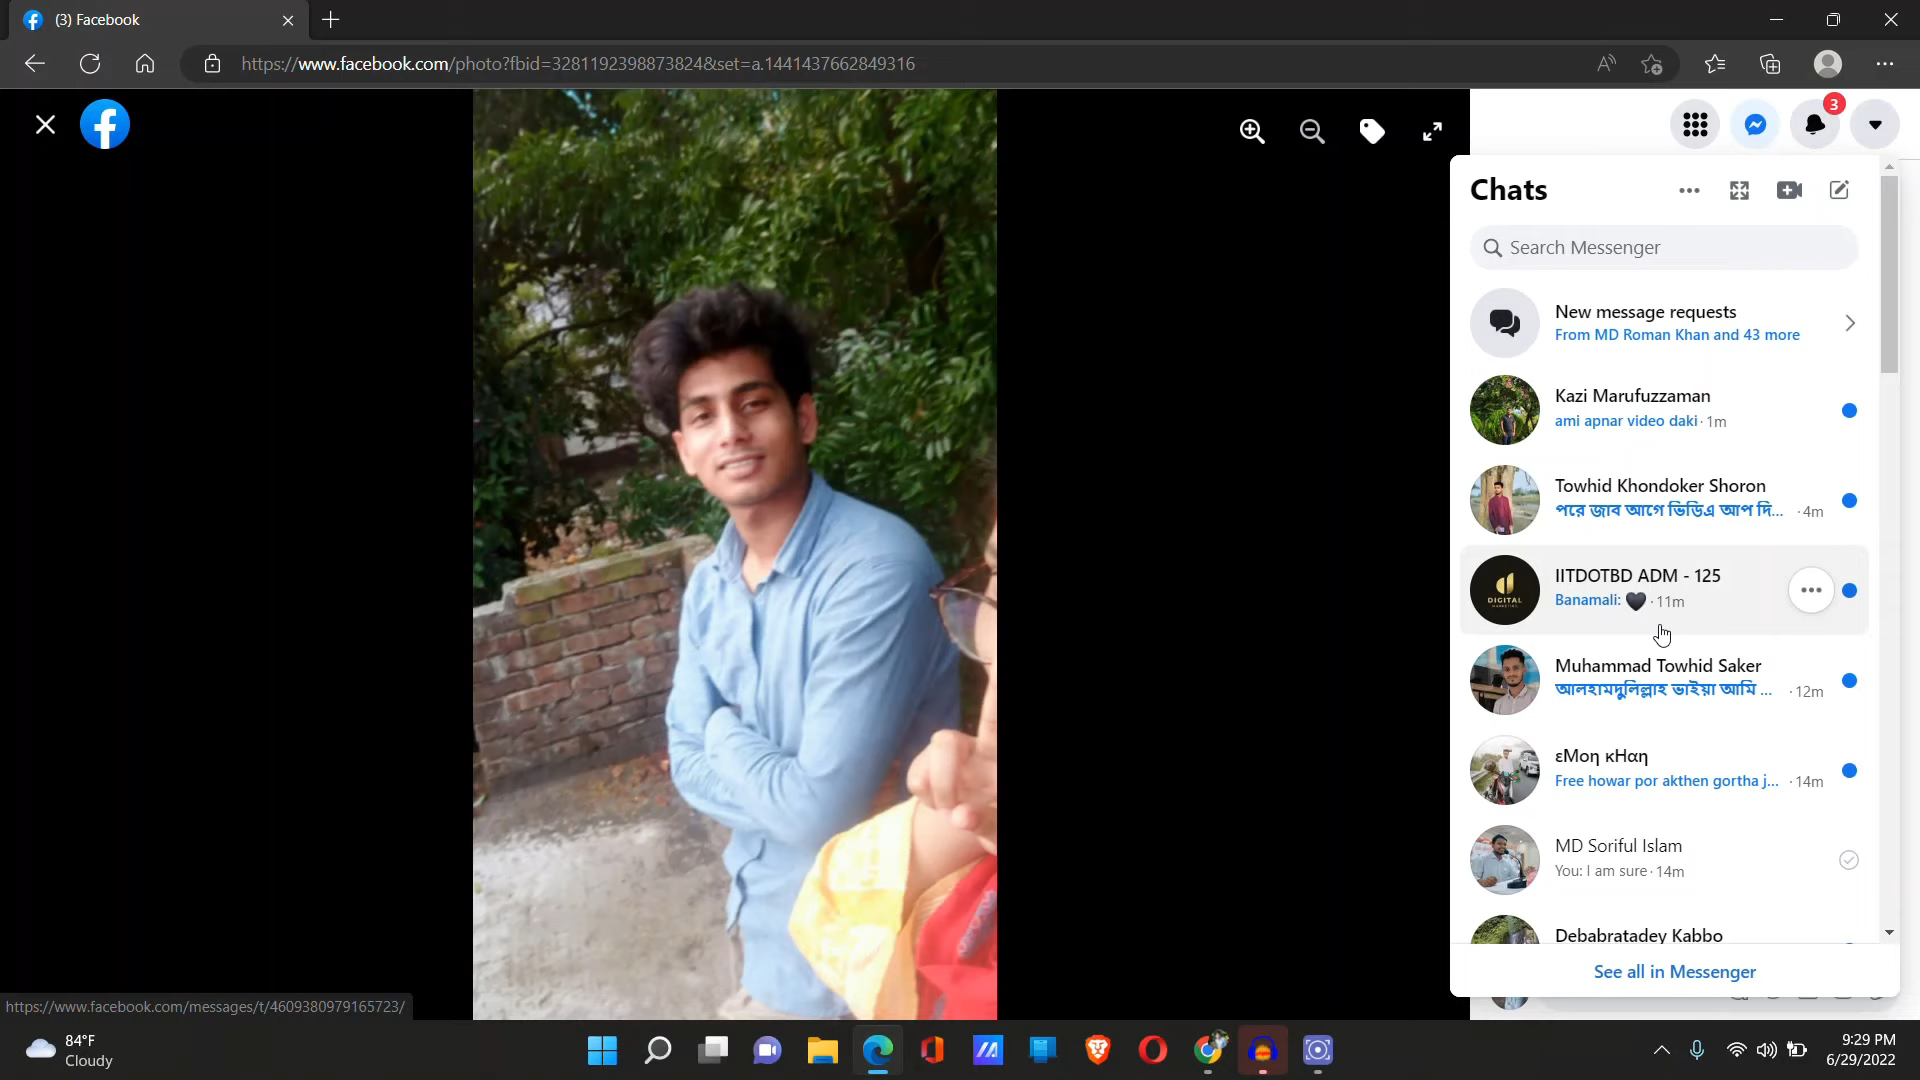 (3) Facebook
https://www.facebook.com/photo?fbid=3281192398873824&set=a.1441437662849316
3
Chats
Search Messenger
New message requests
From MD Roman Khan and 43 more
Kazi Marufuzzaman
ami apnar video daki · 1m
Towhid Khondoker Shoron
পরে জাব আগে ভিডিএ আপ দি... · 4m
IITDOTBD ADM - 125
DIGITAL
Banamali: 🖤 · 11m
Muhammad Towhid Saker
আলহামদুলিল্লাহ ভাইয়া আমি ... · 12m
εMoη κHαη
Free howar por akthen gortha j... · 14m
MD Soriful Islam
You: I am sure · 14m
Debabratadey Kabbo
See all in Messenger
https://www.facebook.com/messages/t/4609380979165723/
84°F
Cloudy
9:29 PM
6/29/2022